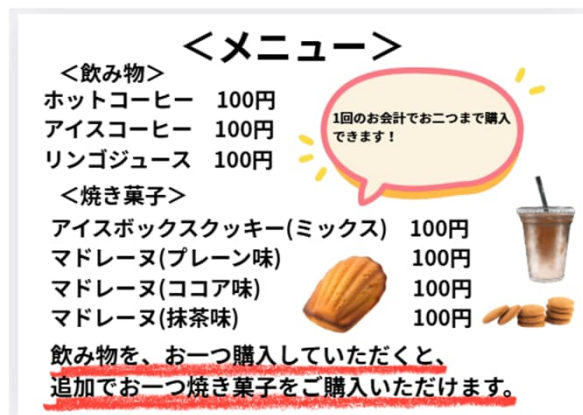 ＜メニュー＞
＜飲み物＞
ホットコーヒー　100円
アイスコーヒー　100円
リンゴジュース　100円
1回のお会計でお二つまで購入
できます！
＜焼き菓子＞
アイスボックスクッキー(ミックス)　100円
マドレーヌ(プレーン味)　100円
マドレーヌ(ココア味)　100円
マドレーヌ(抹茶味)　100円
飲み物を、お一つ購入していただくと、
追加でお一つ焼き菓子をご購入いただけます。